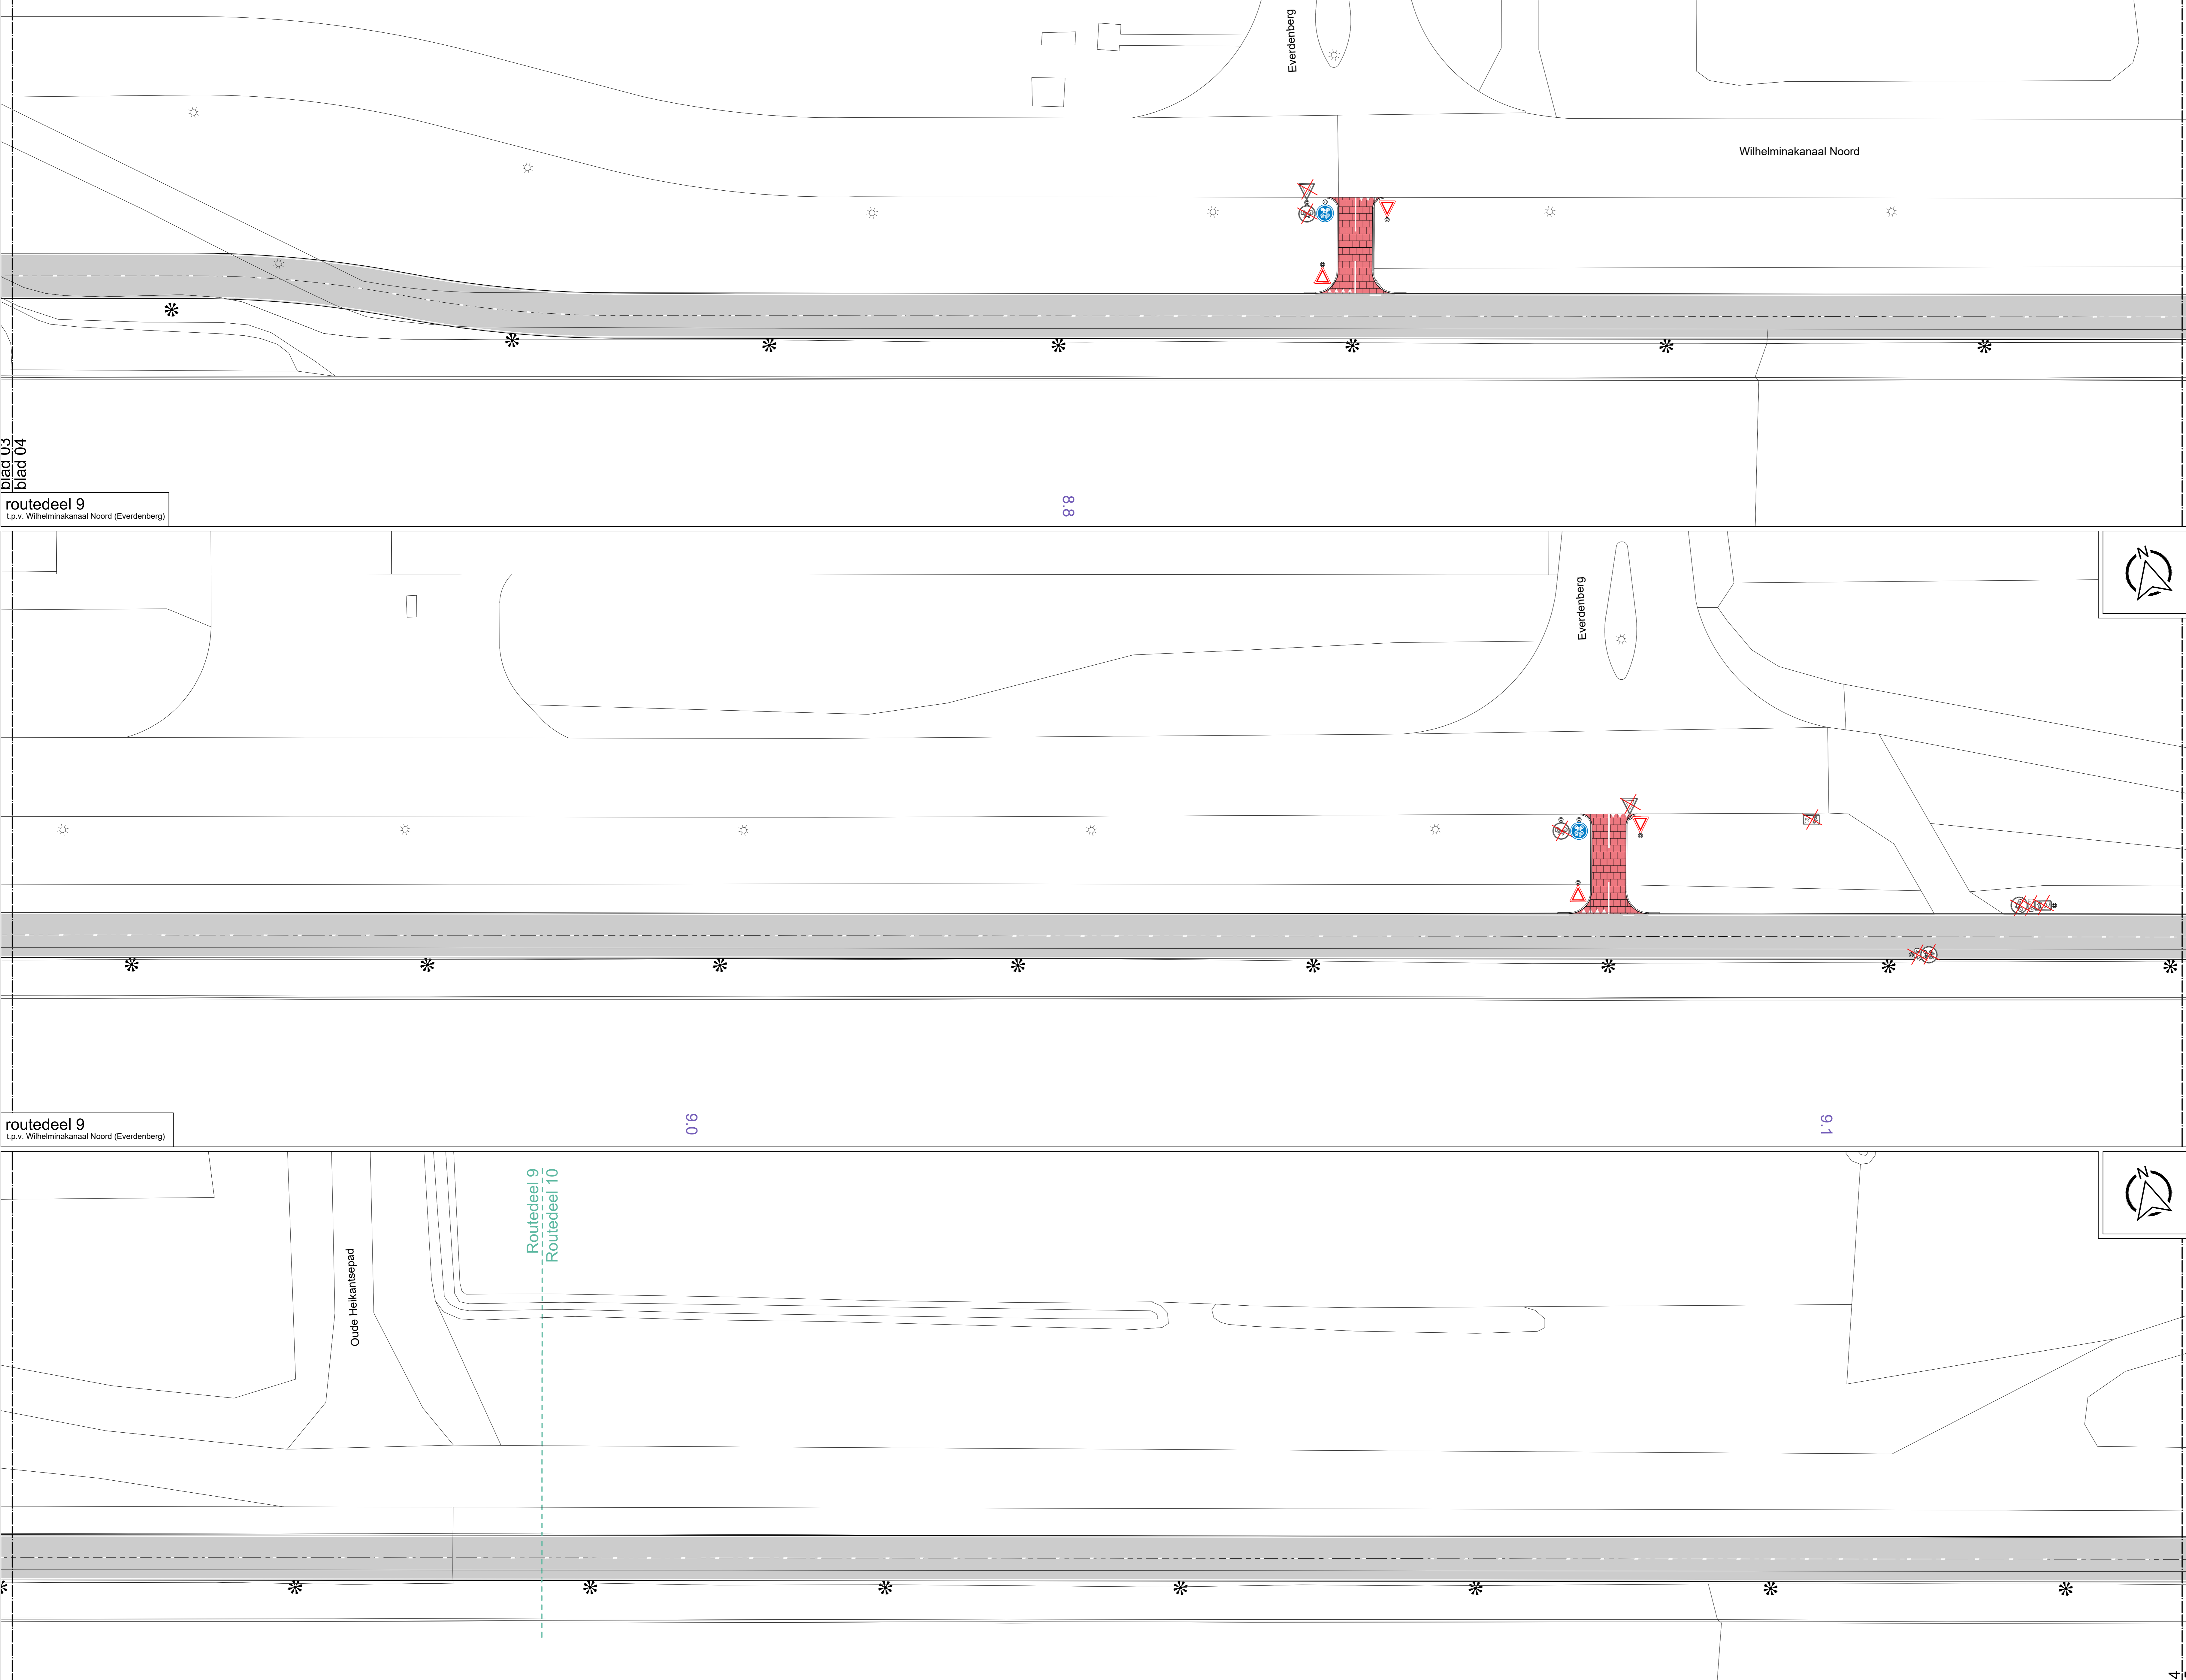 Everdenberg
Wilhelminakanaal Noord
blad 03
blad 04
routedeel 9
t.p.v. Wilhelminakanaal Noord (Everdenberg)
8.8
N
Everdenberg
routedeel 9
t.p.v. Wilhelminakanaal Noord (Everdenberg)
9.0
9.1
N
Routedeel 9
Routedeel 10
Oude Heikantsepad
4